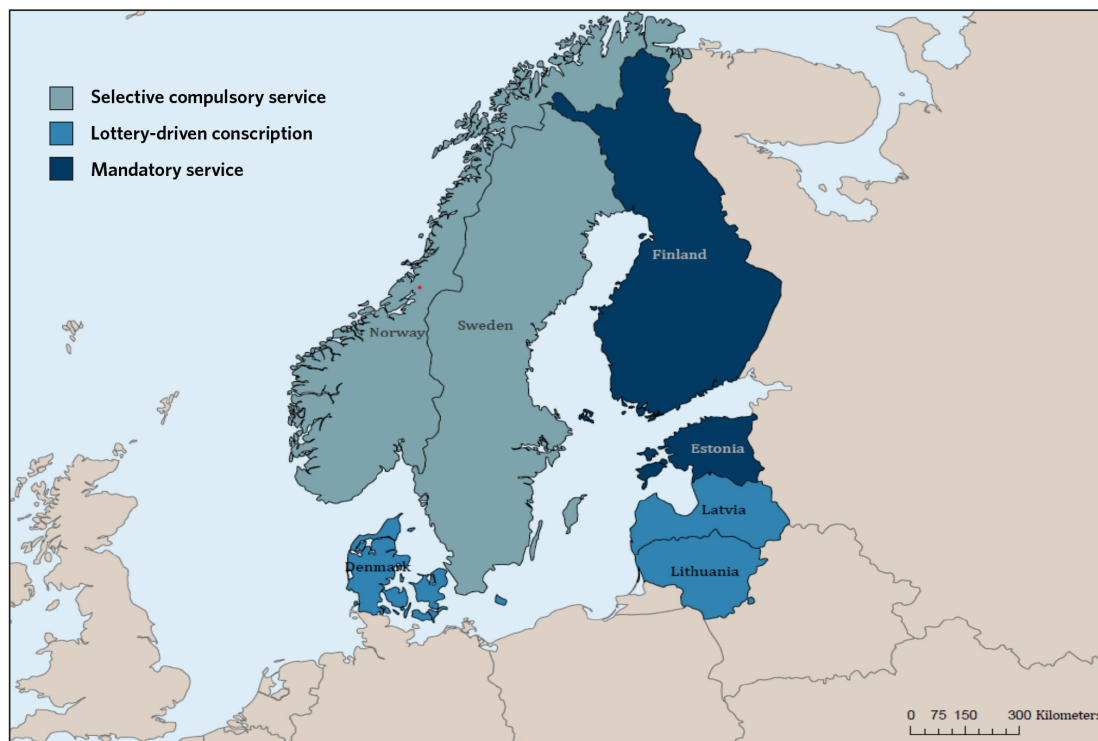 Selective compulsory service
Lottery-driven conscription
Mandatory service
Finland
Norway
Sweden
Estonia
Latvia
Denmark
Lithuania
0 75 150 300 Kilometers